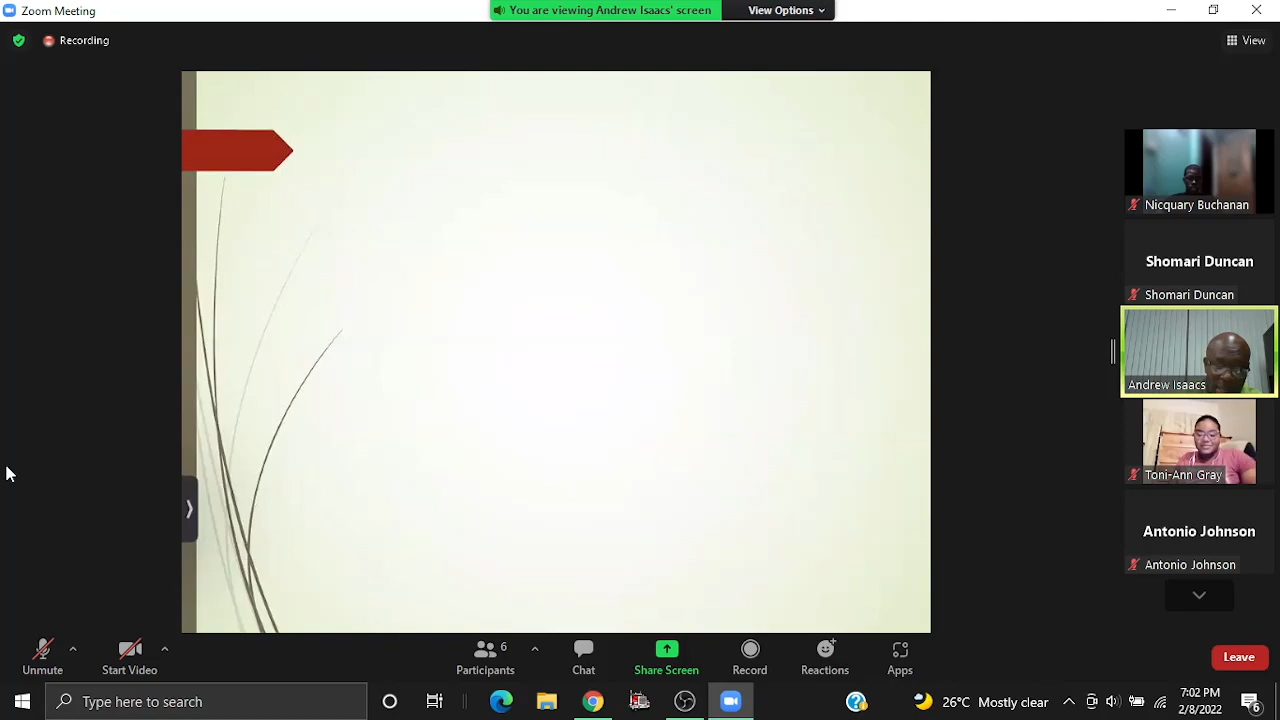 Zoom Meeting
You are viewing Andrew Isaacs' screen
View Options
Recording
View
Nicquary Buchanan
Shomari Duncan
Shomari Duncan
Andrew Isaacs
Toni-Ann Gray
Antonio Johnson
Antonio Johnson
Unmute
Start Video
6
Participants
Chat
Share Screen
Record
Reactions
Apps
Leave
Type here to search
26°C Mostly clear
7:02 PM
2/8/2022
6